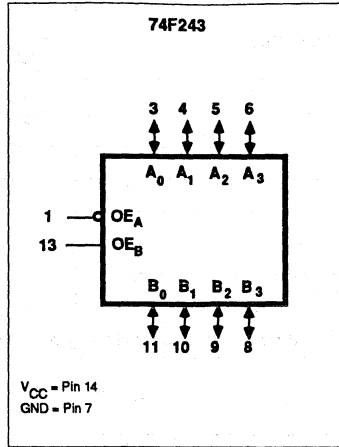 74F243
3 4 5 6
A0 A1 A2 A3
1 OEA
13 OEB
B0 B1 B2 B3
11 10 9 8
VCC = Pin 14
GND = Pin 7